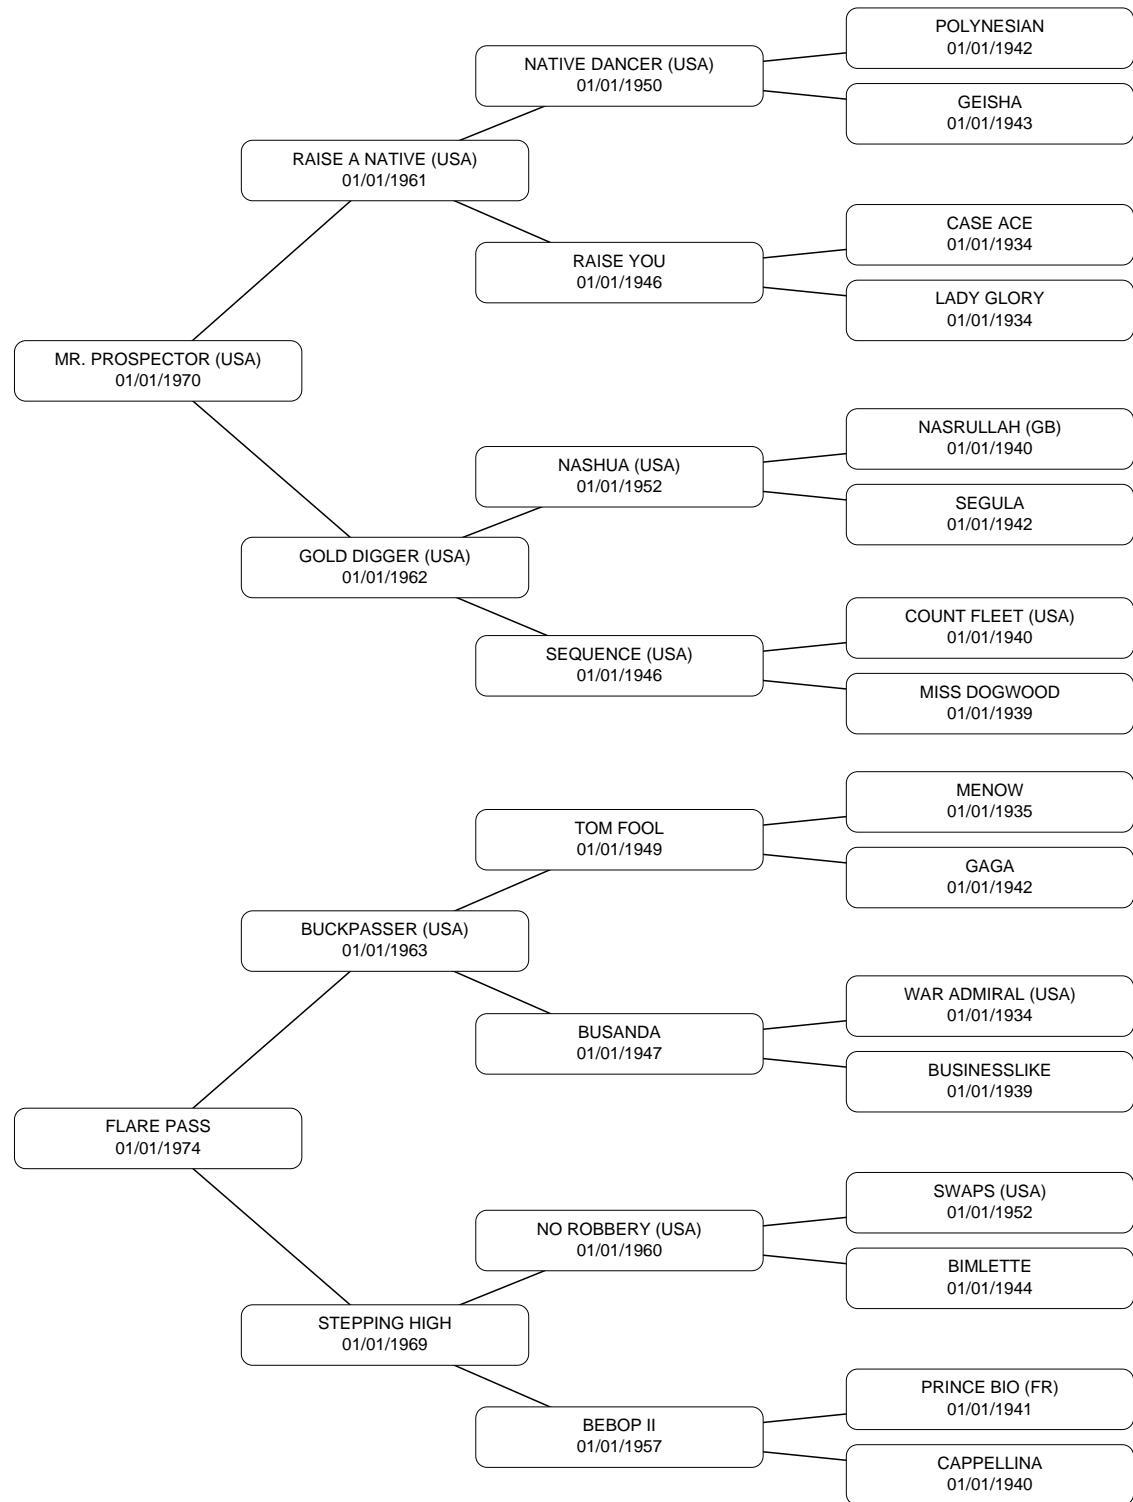 POLYNESIAN
01/01/1942
NATIVE DANCER (USA)
01/01/1950
GEISHA
01/01/1943
RAISE A NATIVE (USA)
01/01/1961
CASE ACE
01/01/1934
RAISE YOU
01/01/1946
LADY GLORY
01/01/1934
MR. PROSPECTOR (USA)
01/01/1970
NASRULLAH (GB)
01/01/1940
NASHUA (USA)
01/01/1952
SEGULA
01/01/1942
GOLD DIGGER (USA)
01/01/1962
COUNT FLEET (USA)
01/01/1940
SEQUENCE (USA)
01/01/1946
MISS DOGWOOD
01/01/1939
MENOW
01/01/1935
TOM FOOL
01/01/1949
GAGA
01/01/1942
BUCKPASSER (USA)
01/01/1963
WAR ADMIRAL (USA)
01/01/1934
BUSANDA
01/01/1947
BUSINESSLIKE
01/01/1939
FLARE PASS
01/01/1974
SWAPS (USA)
01/01/1952
NO ROBBERY (USA)
01/01/1960
BIMLETTE
01/01/1944
STEPPING HIGH
01/01/1969
PRINCE BIO (FR)
01/01/1941
BEBOP II
01/01/1957
CAPPELLINA
01/01/1940